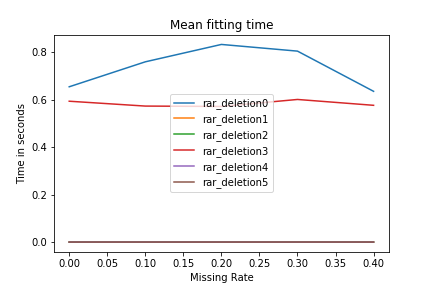 Mean fitting time
Time in seconds
0.8
0.6
0.4
0.2
0.0
rar_deletion0
rar_deletion1
rar_deletion2
rar_deletion3
rar_deletion4
rar_deletion5
0.00 0.05 0.10 0.15 0.20 0.25 0.30 0.35 0.40
Missing Rate